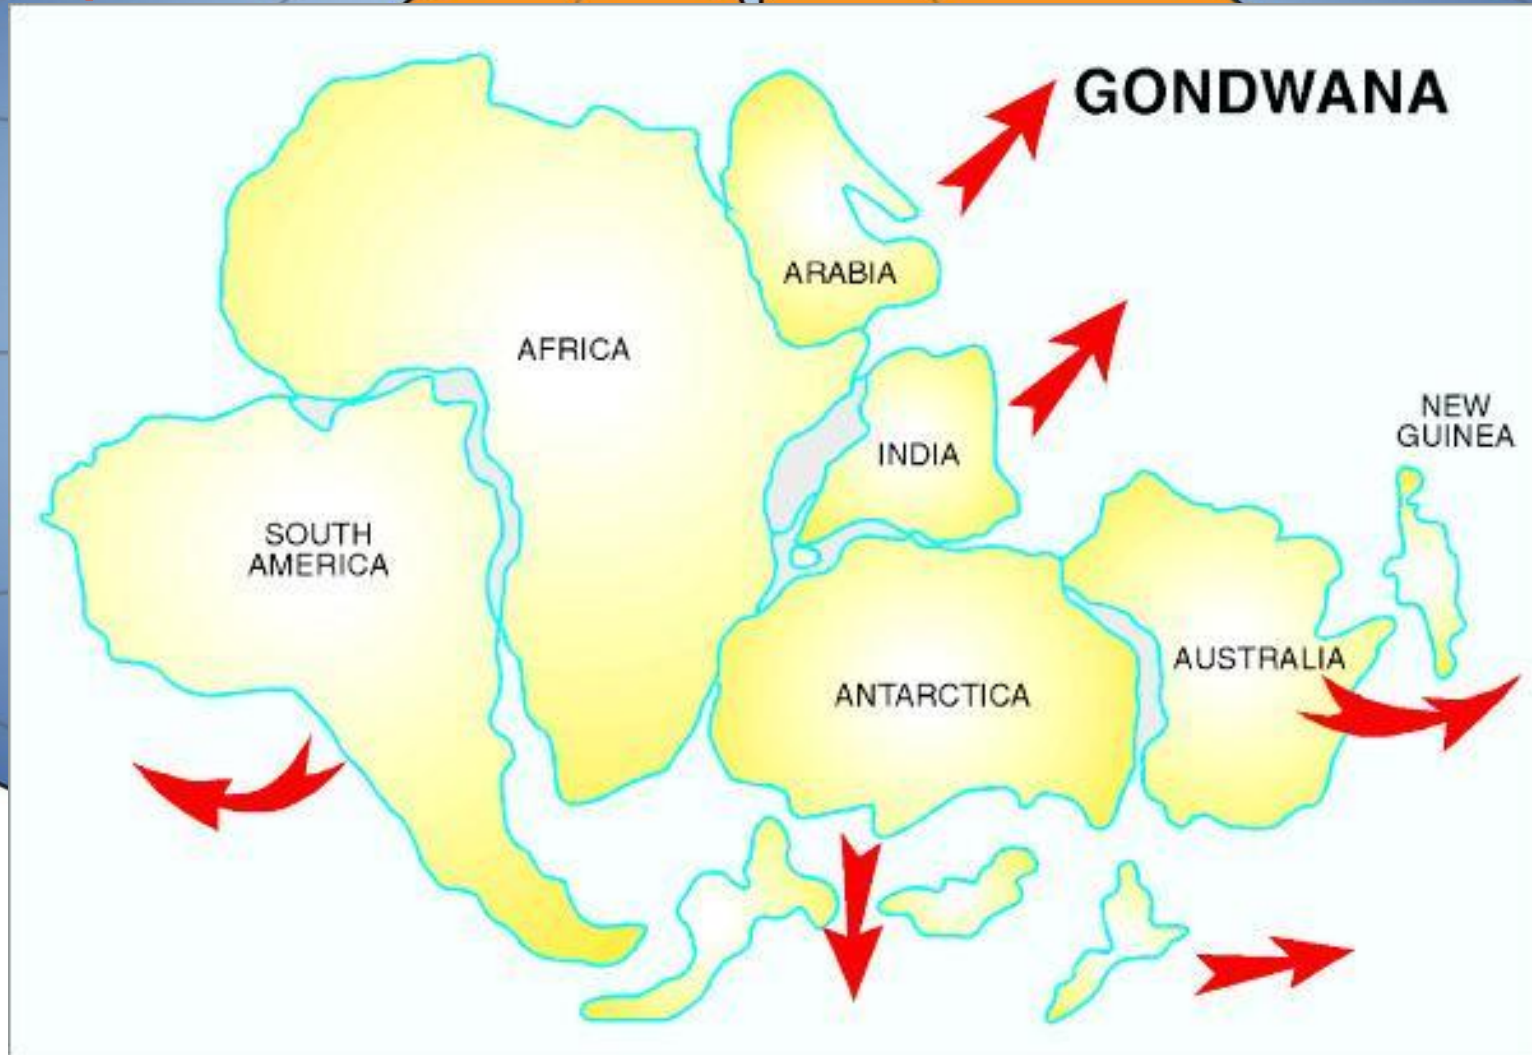 GONDWANA
ARABIA
AFRICA
INDIA
NEW
GUINEA
SOUTH
AMERICA
AUSTRALIA
ANTARCTICA